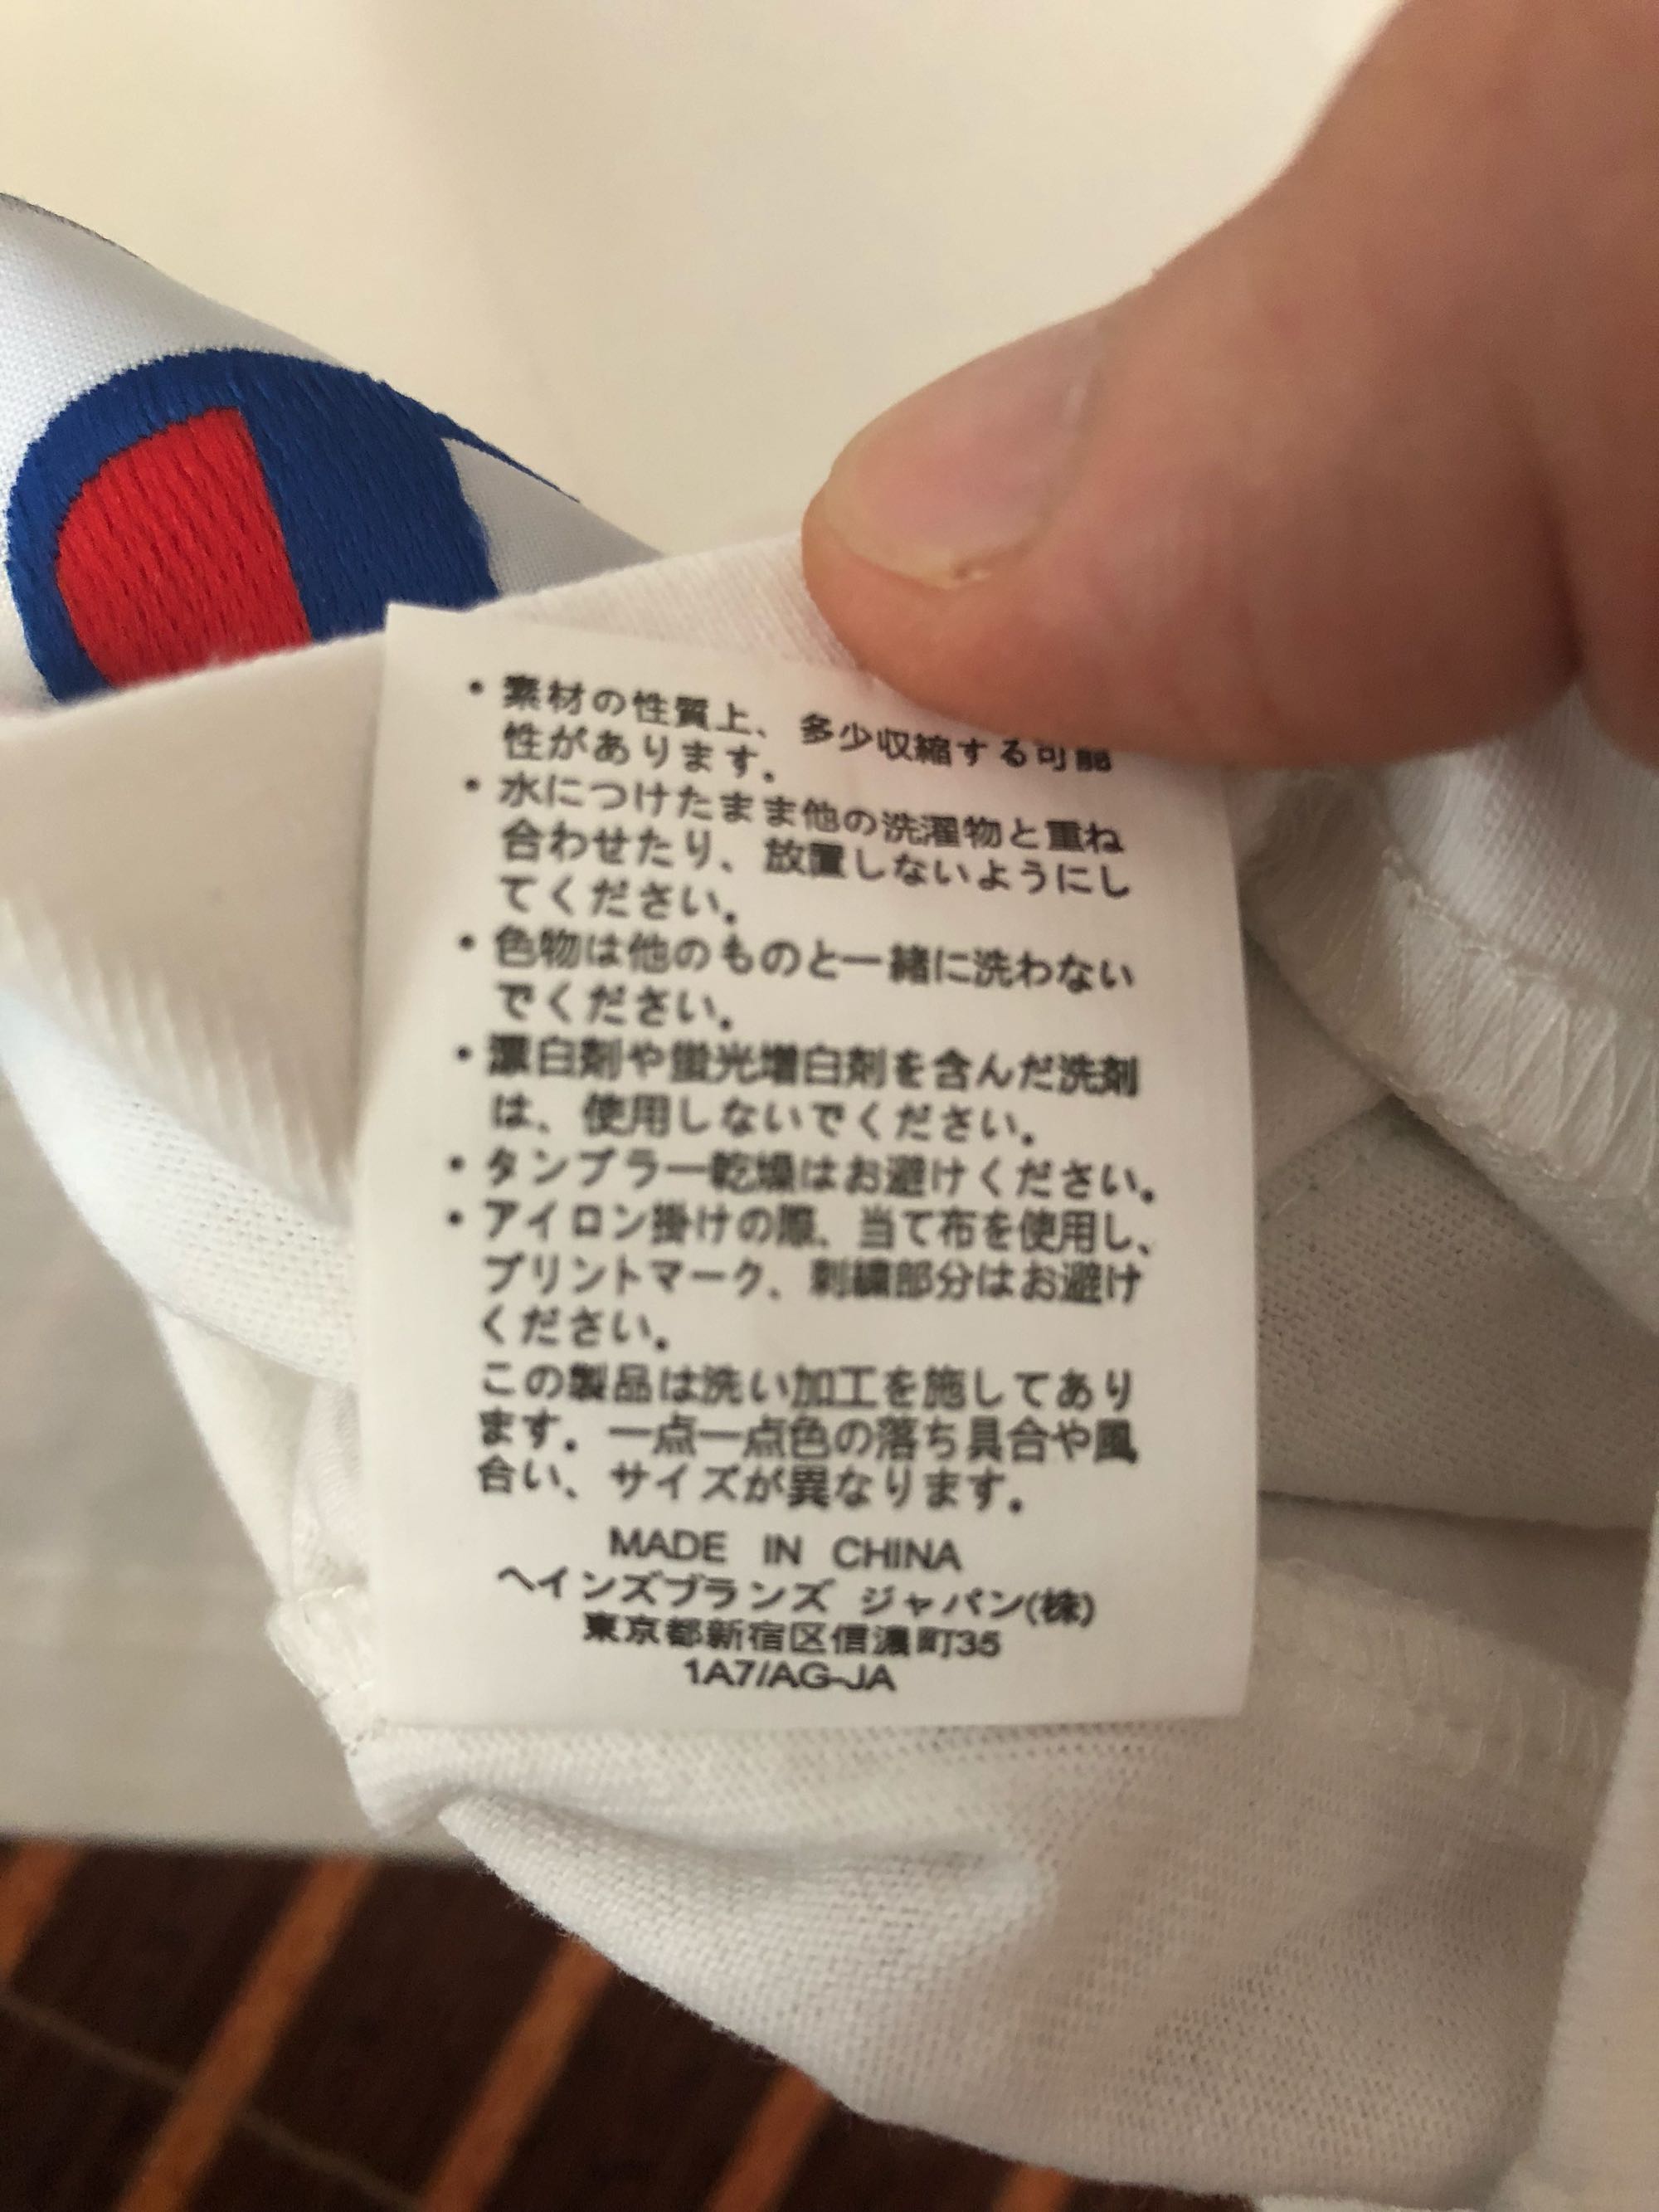 ・素材の性質上、多少収縮する可能
性があります。
・水につけたまま他の洗濯物と重ね
合わせたり、放置しないようにし
てください。
・色物は他のものと一緒に洗わない
でください。
・漂白剤や蛍光増白剤を含んだ洗剤
は、使用しないでください。
・タンブラー乾燥はお避けください。
・アイロン掛けの際、当て布を使用し、
プリントマーク、刺繍部分はお避け
ください。
この製品は洗い加工を施してあり
ます。一点一点色の落ち具合や風
合い、サイズが異なります。
MADE IN CHINA
ヘインズブランズ ジャパン(株)
東京都新宿区信濃町35
1A7/AG-JA